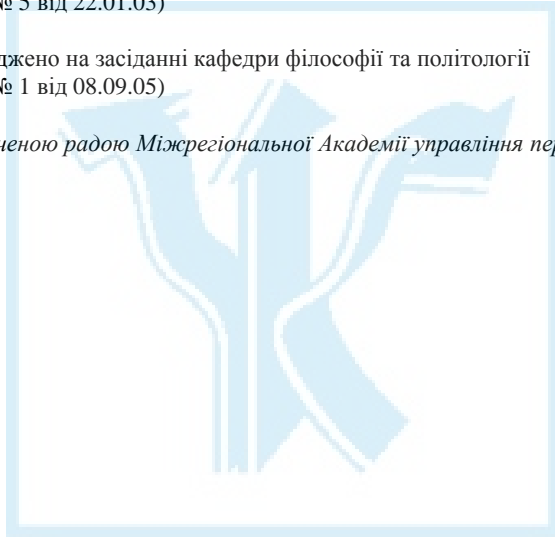 № 5 від 22.01.03)
джено на засіданні кафедри філософії та політології
№ 1 від 08.09.05)
ченою радою Міжрегіональної Академії управління пер